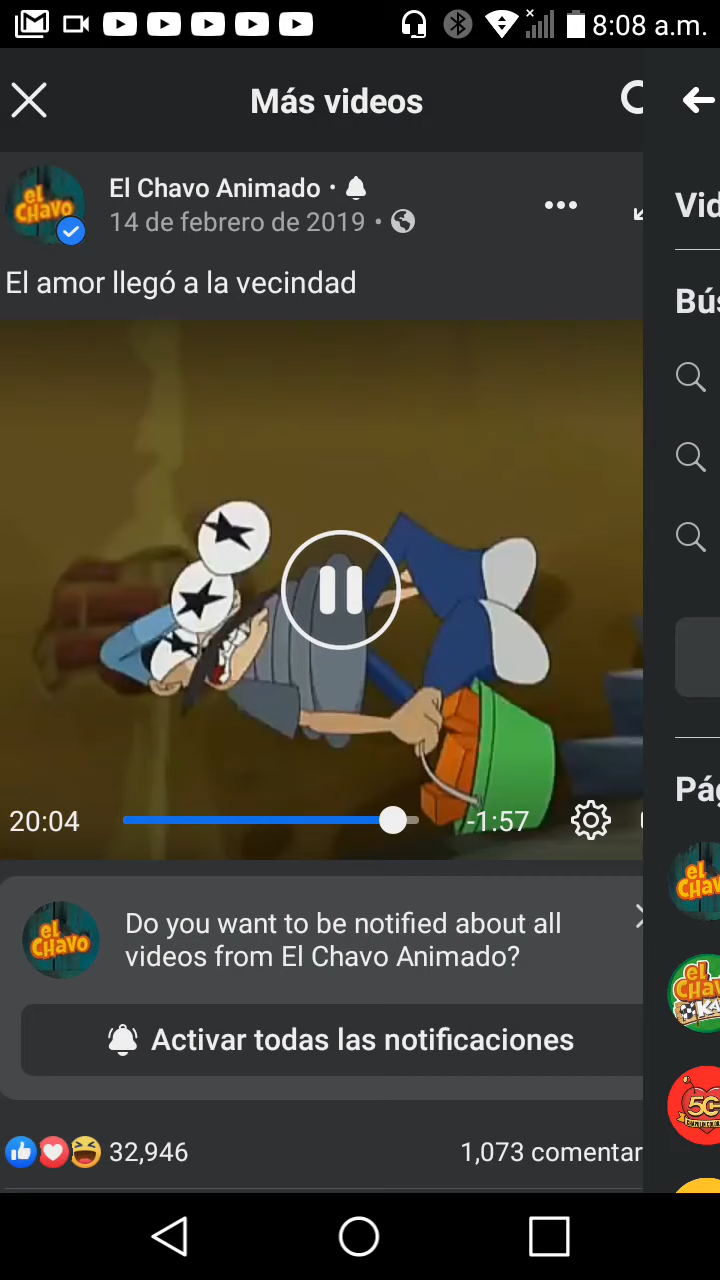 8:08 a.m.
Más videos
El Chavo Animado •
14 de febrero de 2019 •
El amor llegó a la vecindad
20:04
-1:57
el Chavo
Do you want to be notified about all
videos from El Chavo Animado?
Activar todas las notificaciones
32,946
1,073 comentar
Vid
Bús
Pág